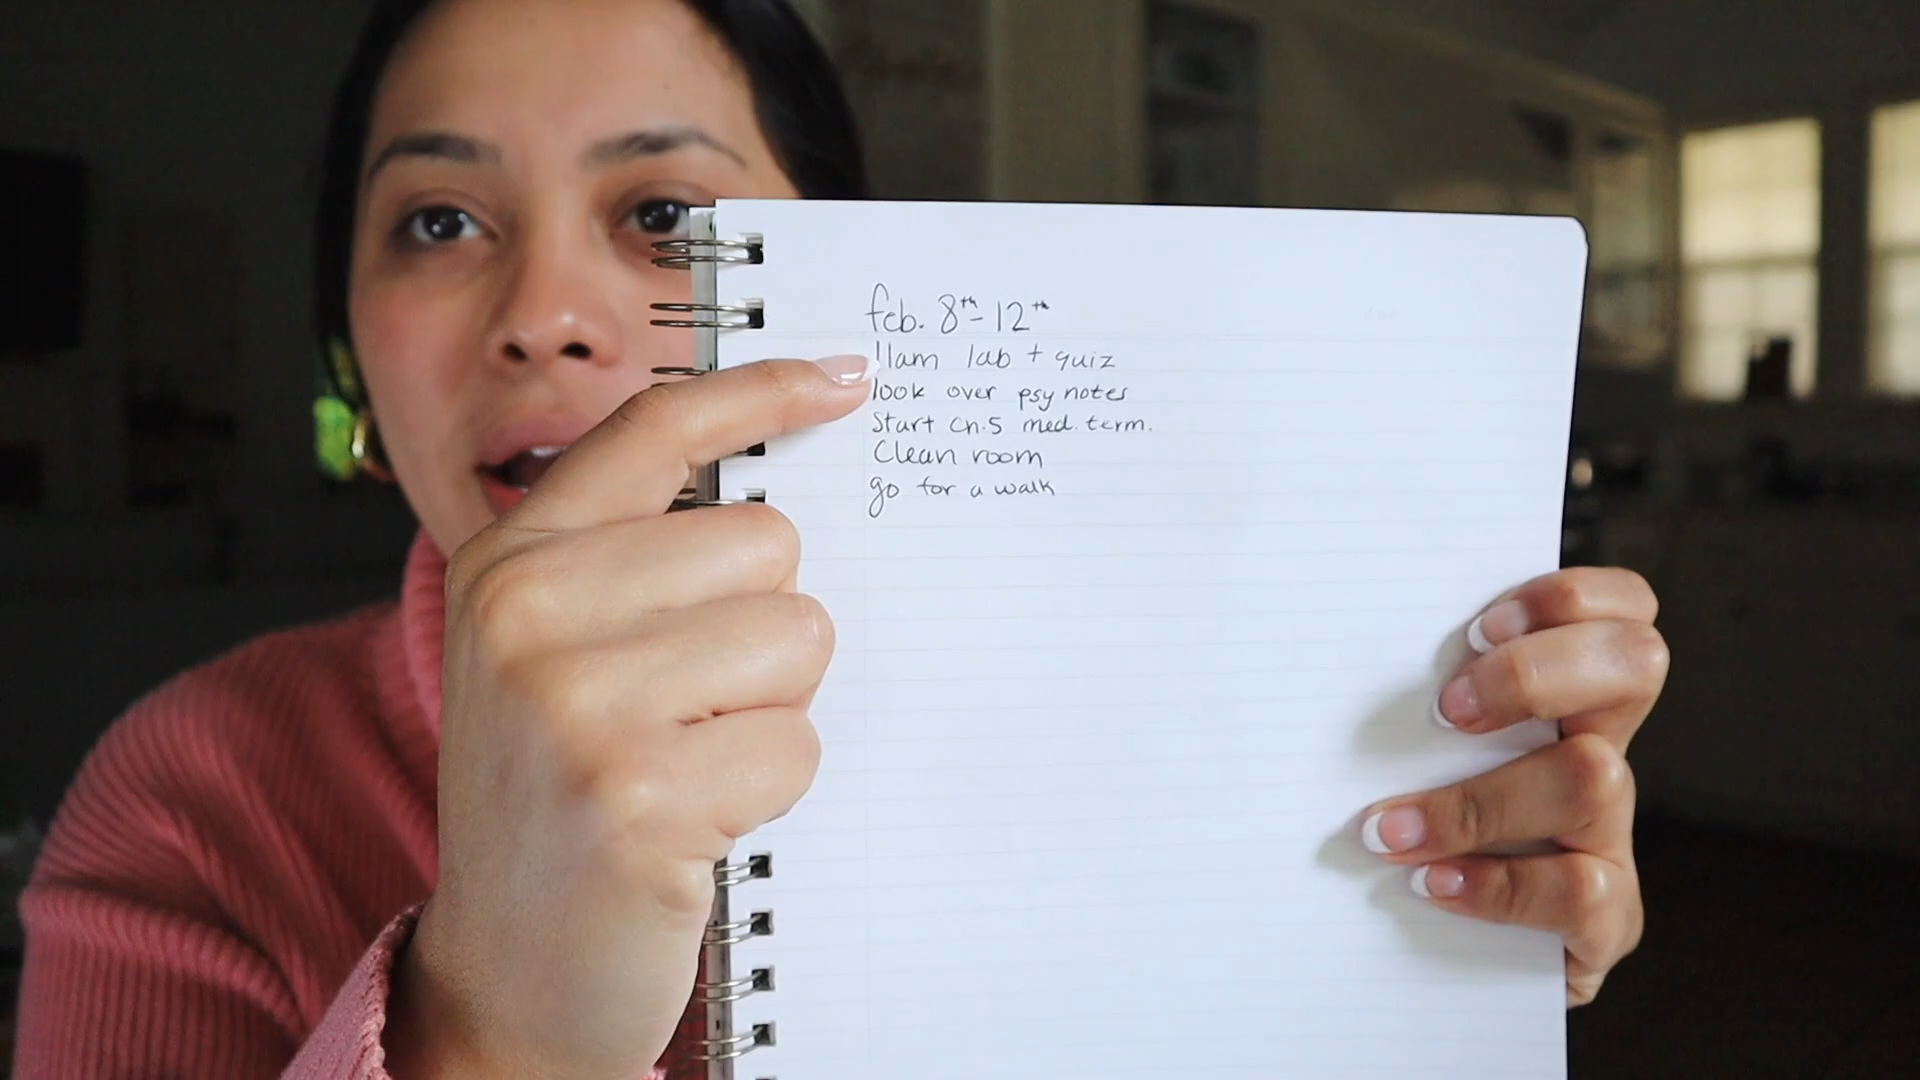 feb. 8th - 12th
11am lab + quiz
look over psy notes
Start Ch.5 med. term.
Clean room
go for a walk